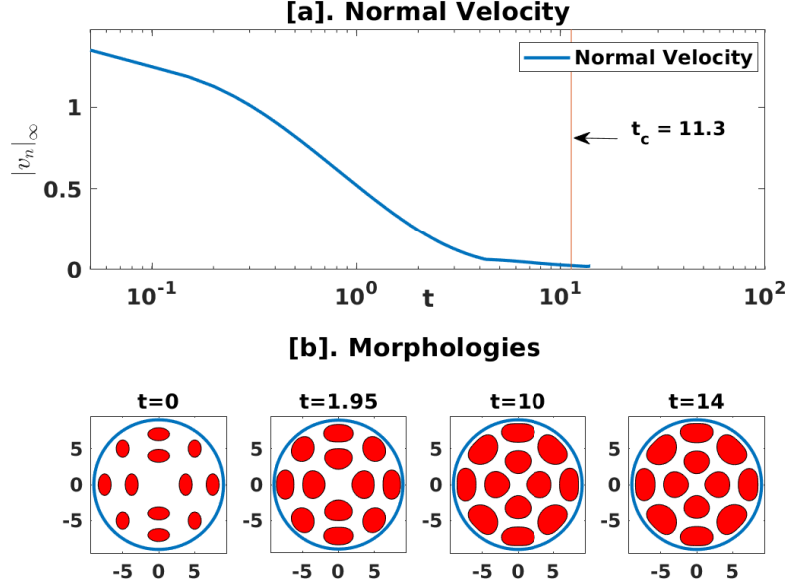 [a]. Normal Velocity
Normal Velocity
|v_n|_∞
1
0.5
0
t_c = 11.3
10^-1
10^0
t
10^1
10^2
[b]. Morphologies
t=0
t=1.95
t=10
t=14
5
0
-5
5
0
-5
5
0
-5
5
0
-5
-5 0 5
-5 0 5
-5 0 5
-5 0 5